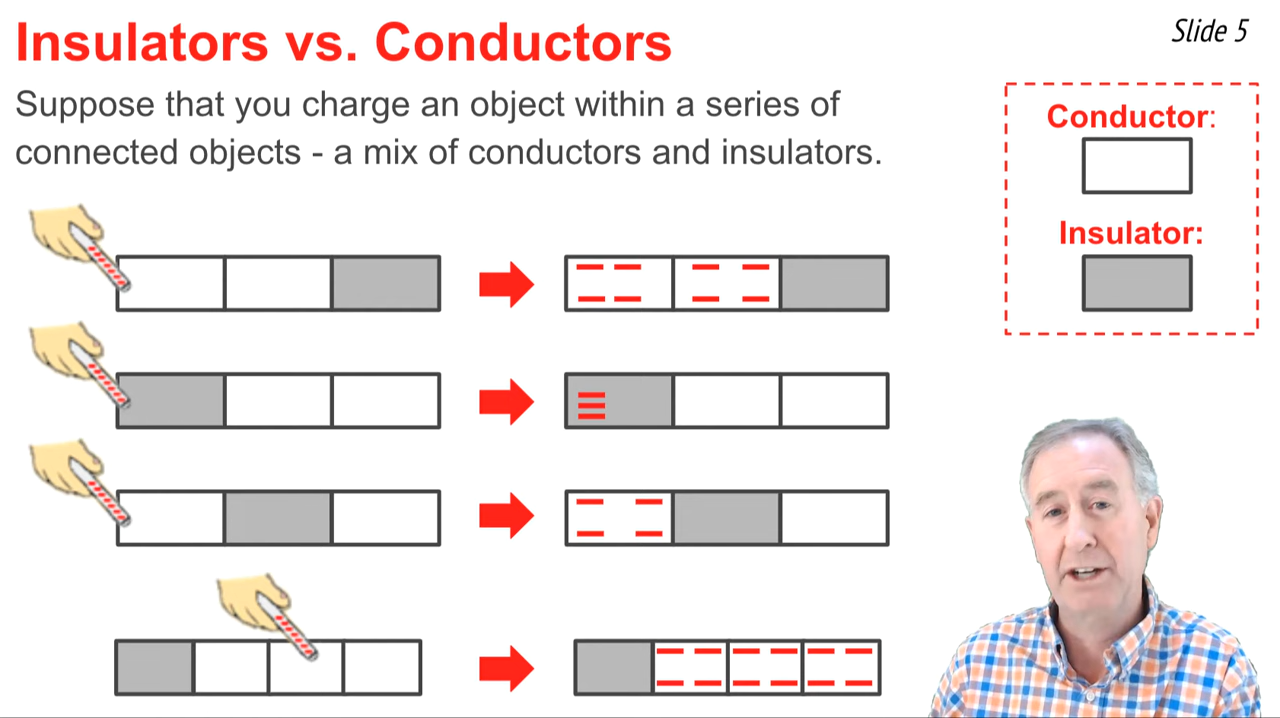 Insulators vs. Conductors
Slide 5
Suppose that you charge an object within a series of
connected objects - a mix of conductors and insulators.
Conductor:
Insulator: